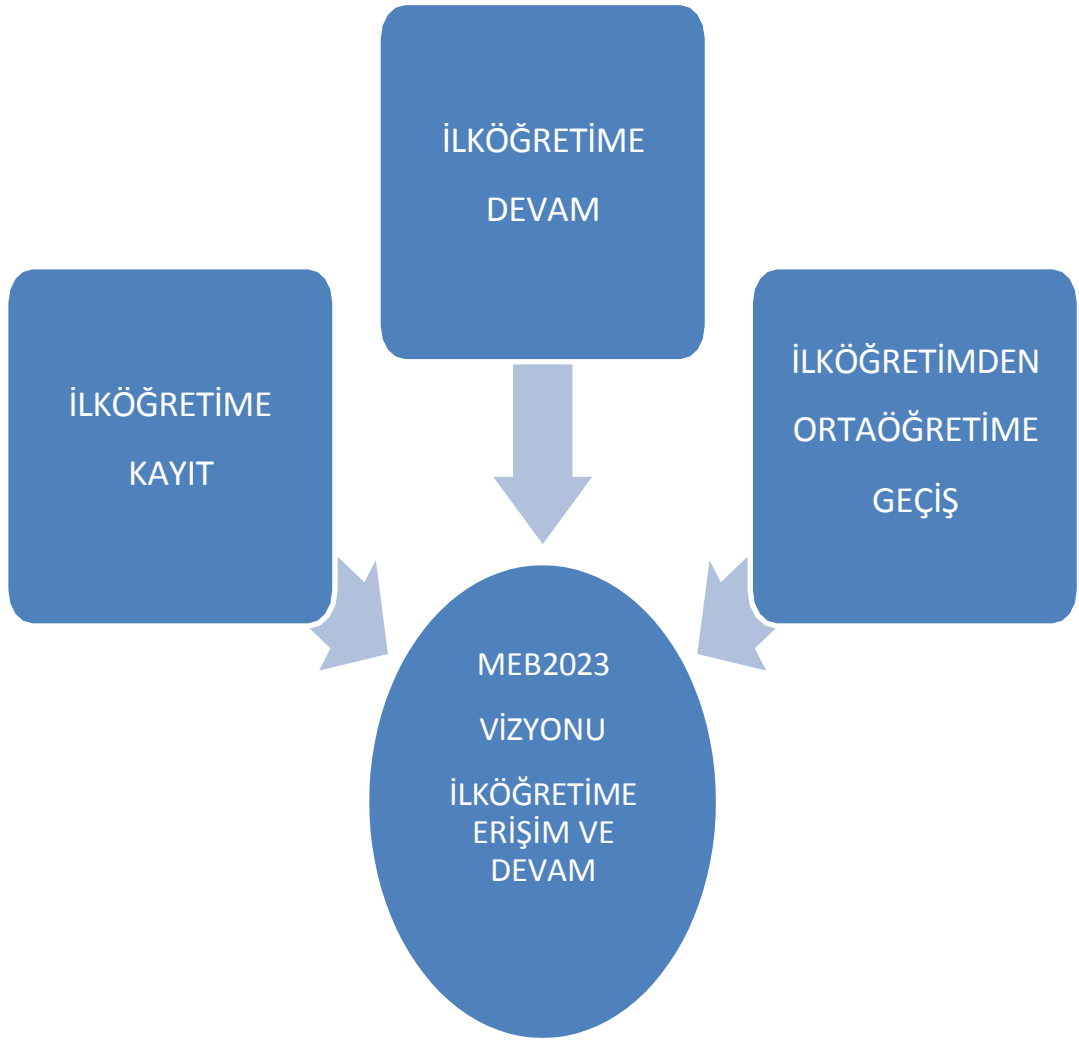 İLKÖĞRETİME
DEVAM
İLKÖĞRETİME
KAYIT
İLKÖĞRETİMDEN
ORTAÖĞRETİME
GEÇİŞ
MEB2023
VİZYONU
İLKÖĞRETİME
ERİŞİM VE
DEVAM